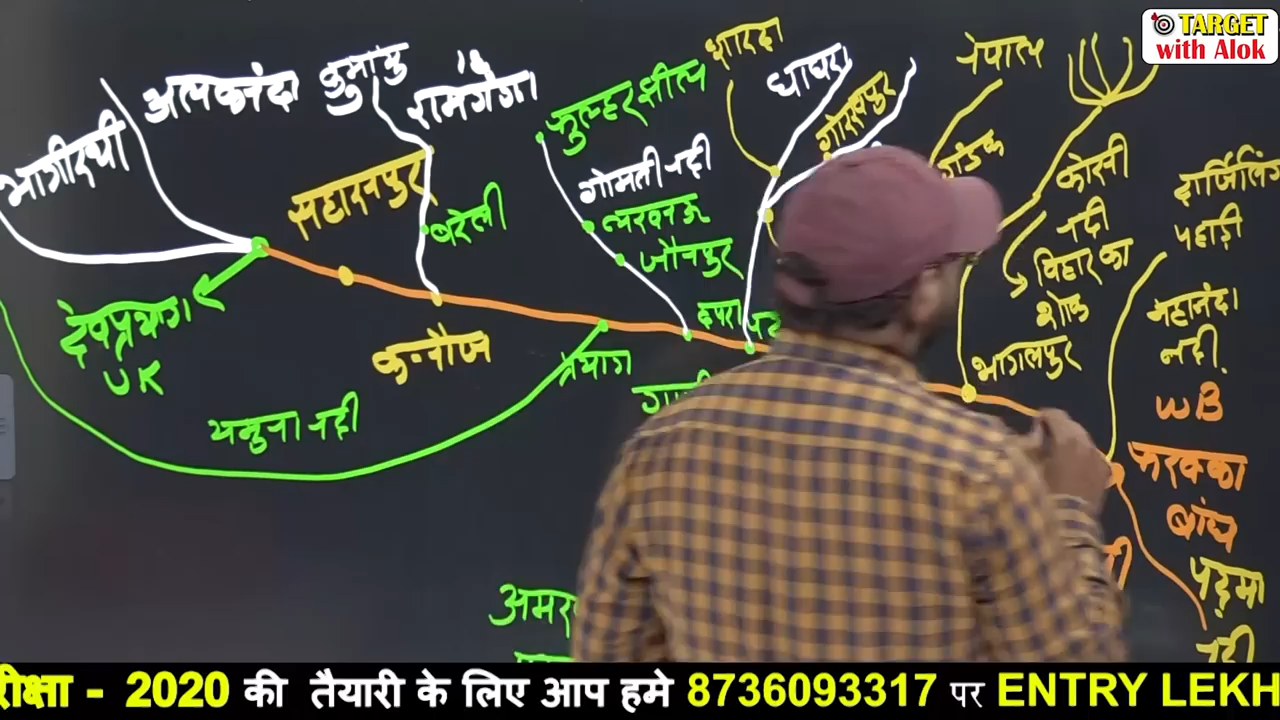 TARGET
with Alok
भागीरथी
अलकनंदा
कुमायु
रामगंगा
सहारनपुर
बरेली
देवप्रयाग
UK
कन्नौज
यमुना नदी
प्रयाग
फुल्हर झील
गोमती नदी
लखनऊ
जौनपुर
छपरा
शारदा
घाघरा
गोरखपुर
नेपाल
गंडक
कोसी
नदी
बिहार का
शोक
भागलपुर
दार्जिलिंग
पहाड़ी
महानंदा
नदी.
WB
फरक्का
बांध
पद्मा
नदी
अमर
रीक्षा - 2020 की तैयारी के लिए आप हमे 8736093317 पर ENTRY LEKH